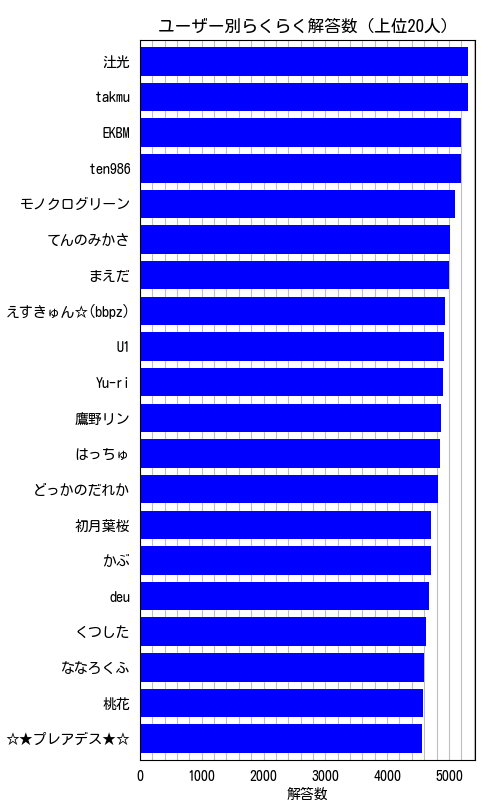 ユーザー別らくらく解答数（上位20人）
辻光
takmu
EKBM
ten986
モノクログリーン
てんのみかさ
まえだ
えすきゅん☆(bbpz)
U1
Yu-ri
鷹野リン
はっちゅ
どっかのだれか
初月葉桜
かぶ
deu
くつした
ななろくふ
桃花
☆★プレアデス★☆
0 1000 2000 3000 4000 5000
解答数